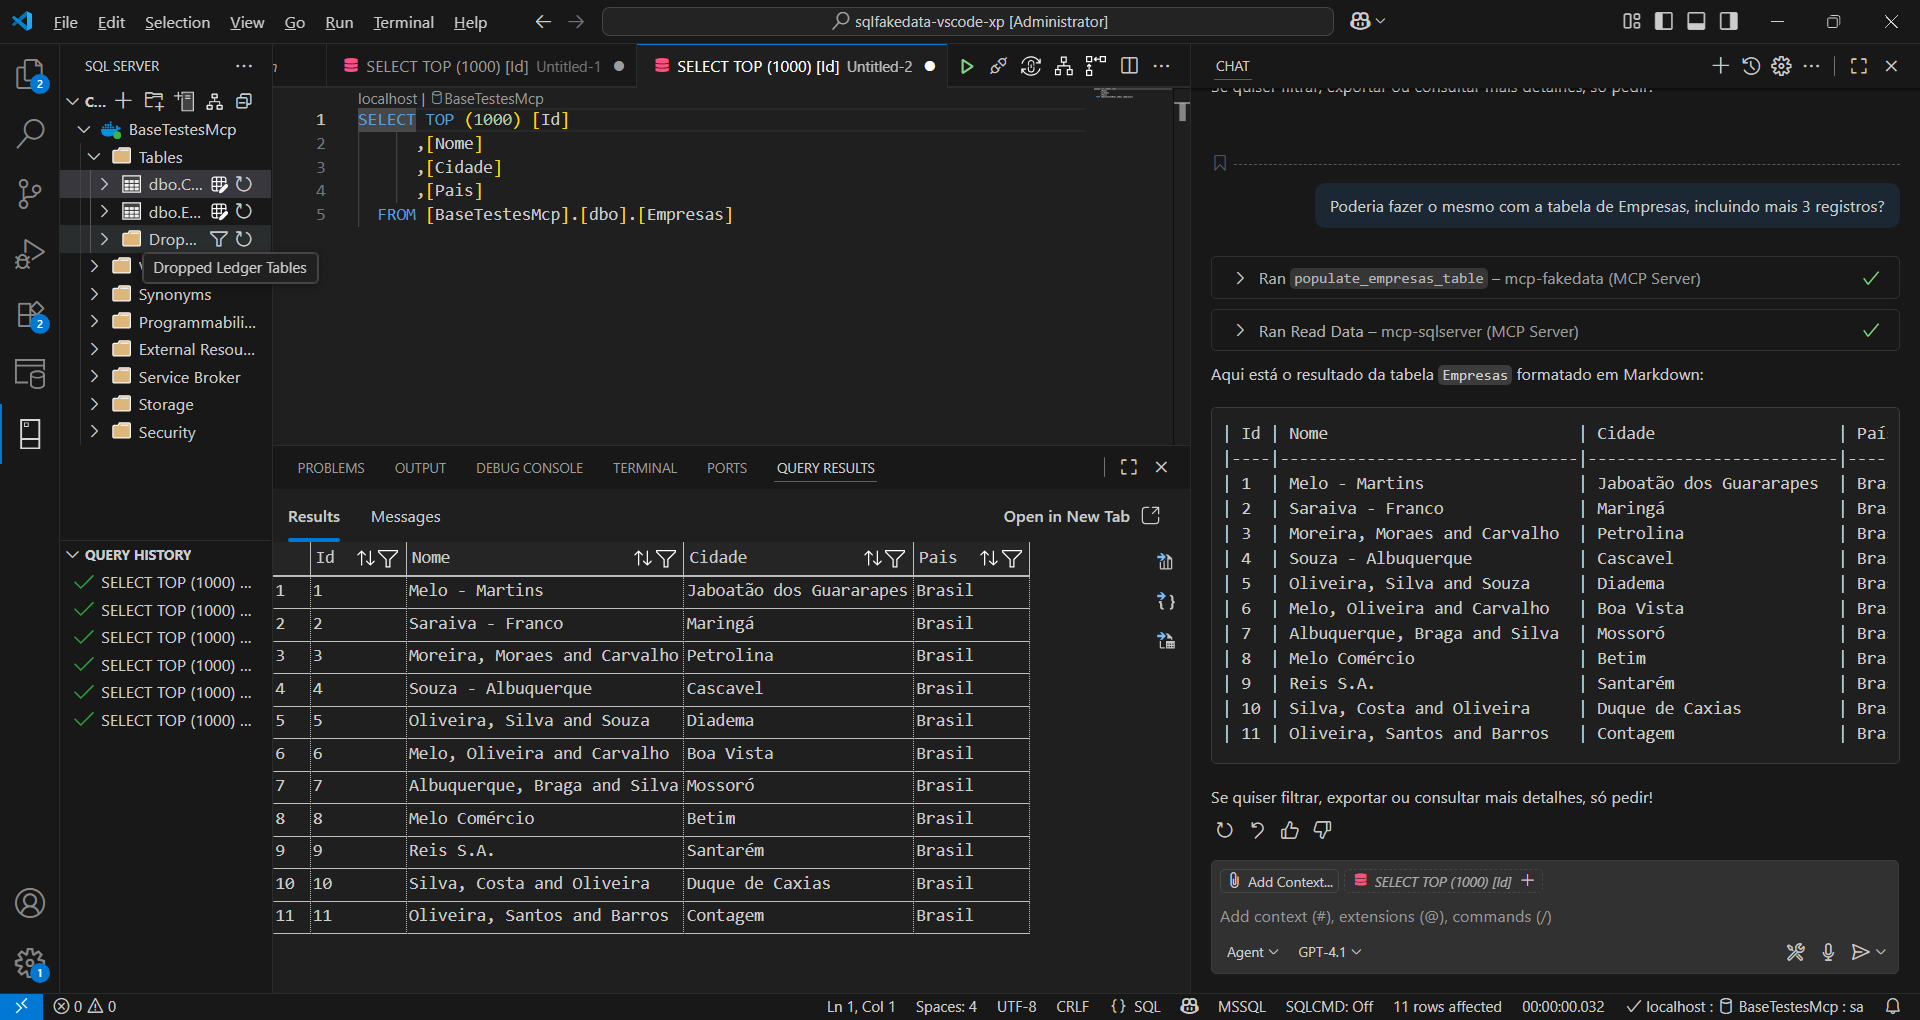 File Edit Selection View Go Run Terminal Help
sqlfakedata-vscode-xp [Administrator]
SQL SERVER
C...
BaseTestesMcp
Tables
dbo.C...
dbo.E...
Drop...
Dropped Ledger Tables
Synonyms
Programmabili...
External Resou...
Service Broker
Storage
Security
QUERY HISTORY
SELECT TOP (1000) ...
SELECT TOP (1000) ...
SELECT TOP (1000) ...
SELECT TOP (1000) ...
SELECT TOP (1000) ...
SELECT TOP (1000) ...
2
2
1
SELECT TOP (1000) [Id] Untitled-1
SELECT TOP (1000) [Id] Untitled-2
localhost | BaseTestesMcp
1 SELECT TOP (1000) [Id]
2 ,[Nome]
3 ,[Cidade]
4 ,[Pais]
5 FROM [BaseTestesMcp].[dbo].[Empresas]
PROBLEMS OUTPUT DEBUG CONSOLE TERMINAL PORTS QUERY RESULTS
Results Messages Open in New Tab
Id Nome Cidade Pais
1 1 Melo - Martins Jaboatão dos Guararapes Brasil
2 2 Saraiva - Franco Maringá Brasil
3 3 Moreira, Moraes and Carvalho Petrolina Brasil
4 4 Souza - Albuquerque Cascavel Brasil
5 5 Oliveira, Silva and Souza Diadema Brasil
6 6 Melo, Oliveira and Carvalho Boa Vista Brasil
7 7 Albuquerque, Braga and Silva Mossoró Brasil
8 8 Melo Comércio Betim Brasil
9 9 Reis S.A. Santarém Brasil
10 10 Silva, Costa and Oliveira Duque de Caxias Brasil
11 11 Oliveira, Santos and Barros Contagem Brasil
CHAT
Se quiser filtrar, exportar ou consultar mais detalhes, só pedir!
Poderia fazer o mesmo com a tabela de Empresas, incluindo mais 3 registros?
Ran populate_empresas_table – mcp-fakedata (MCP Server)
Ran Read Data – mcp-sqlserver (MCP Server)
Aqui está o resultado da tabela Empresas formatado em Markdown:
| Id | Nome | Cidade | Paí
|----|------------------------------|-------------------------|----
| 1 | Melo - Martins | Jaboatão dos Guararapes | Bra
| 2 | Saraiva - Franco | Maringá | Bra
| 3 | Moreira, Moraes and Carvalho | Petrolina | Bra
| 4 | Souza - Albuquerque | Cascavel | Bra
| 5 | Oliveira, Silva and Souza | Diadema | Bra
| 6 | Melo, Oliveira and Carvalho | Boa Vista | Bra
| 7 | Albuquerque, Braga and Silva | Mossoró | Bra
| 8 | Melo Comércio | Betim | Bra
| 9 | Reis S.A. | Santarém | Bra
| 10 | Silva, Costa and Oliveira | Duque de Caxias | Bra
| 11 | Oliveira, Santos and Barros | Contagem | Bra
Se quiser filtrar, exportar ou consultar mais detalhes, só pedir!
Add Context... SELECT TOP (1000) [Id]
Add context (#), extensions (@), commands (/)
Agent GPT-4.1
0 0 Ln 1, Col 1 Spaces: 4 UTF-8 CRLF {} SQL MSSQL SQLCMD: Off 11 rows affected 00:00:00.032 localhost : BaseTestesMcp : sa